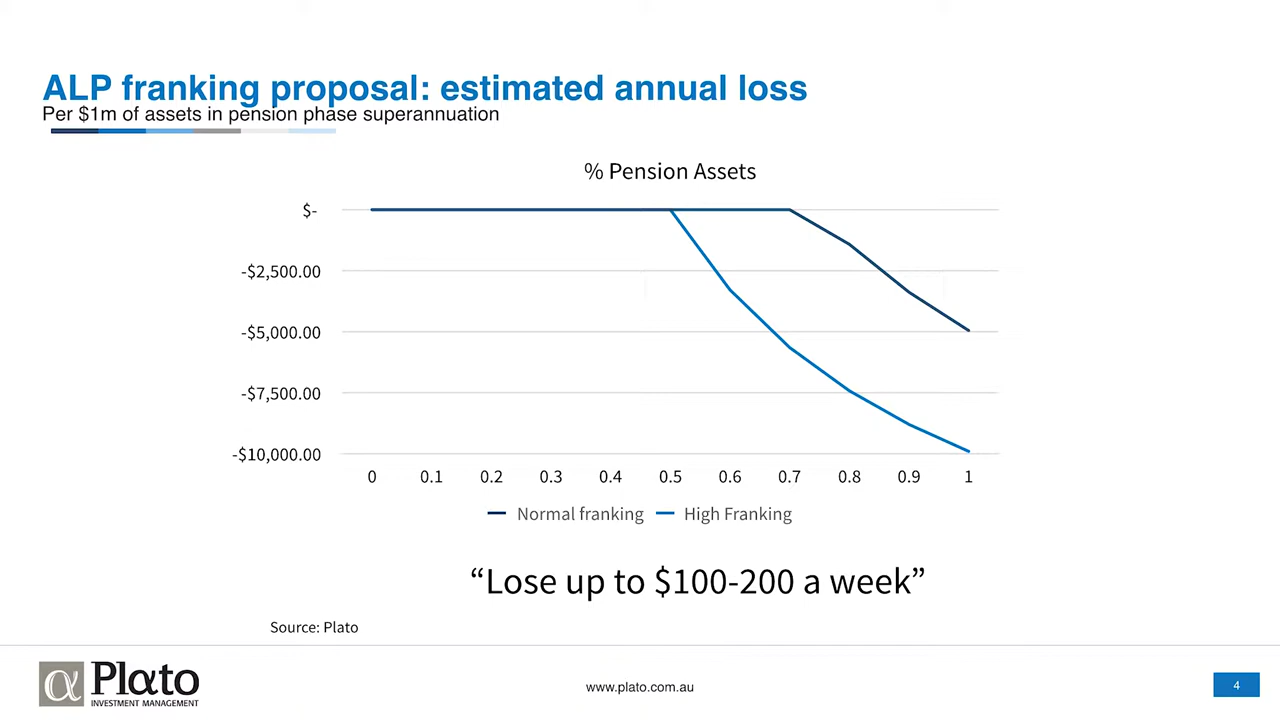 ALP franking proposal: estimated annual loss
Per $1m of assets in pension phase superannuation
% Pension Assets
$-
-$2,500.00
-$5,000.00
-$7,500.00
-$10,000.00
0 0.1 0.2 0.3 0.4 0.5 0.6 0.7 0.8 0.9 1
Normal franking High Franking
“Lose up to $100-200 a week”
Source: Plato
α Plαto
INVESTMENT MANAGEMENT
www.plato.com.au
4